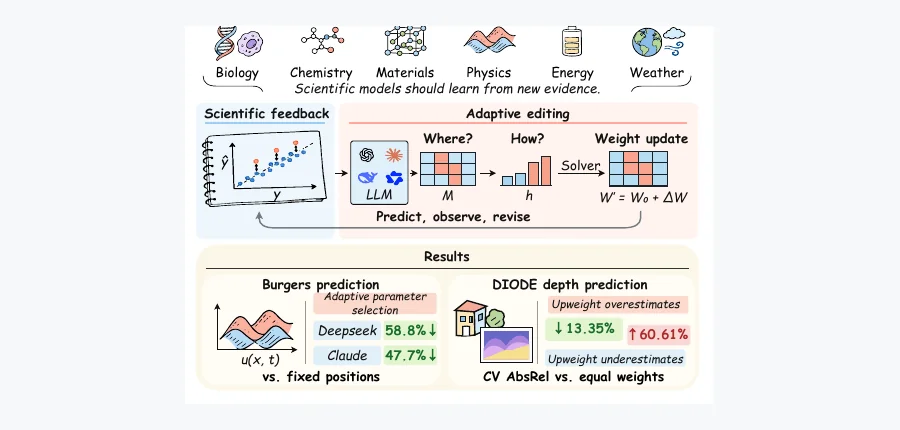 Biology Chemistry Materials Physics Energy Weather
Scientific models should learn from new evidence.
Scientific feedback
Adaptive editing
Where? How? Weight update
ŷ
y
LLM
M
h
Solver
W' = W₀ + ΔW
Predict, observe, revise
Results
Burgers prediction
Adaptive parameter
selection
Deepseek 58.8%↓
Claude 47.7%↓
u(x, t)
vs. fixed positions
DIODE depth prediction
Upweight overestimates
↓13.35%
↑60.61%
Upweight underestimates
CV AbsRel vs. equal weights